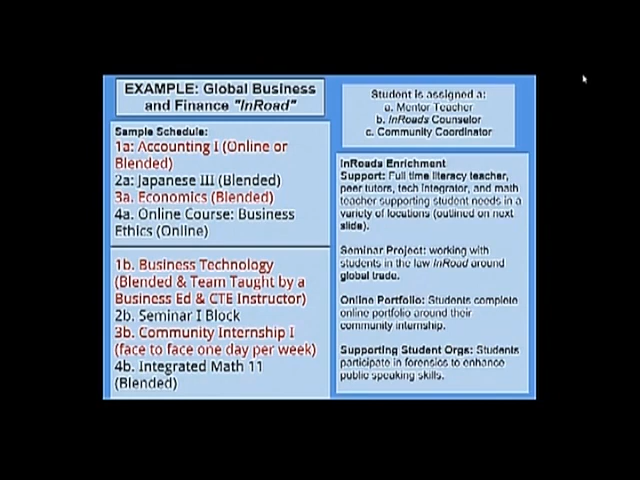 EXAMPLE: Global Business
and Finance "InRoad"
Sample Schedule:
1a: Accounting I (Online or
Blended)
2a: Japanese III (Blended)
3a. Economics (Blended)
4a. Online Course: Business
Ethics (Online)
1b. Business Technology
(Blended & Team Taught by a
Business Ed & CTE Instructor)
2b. Seminar I Block
3b. Community Internship I
(face to face one day per week)
4b. Integrated Math 11
(Blended)
Student is assigned a:
a. Mentor Teacher
b. InRoads Counselor
c. Community Coordinator
InRoads Enrichment
Support: Full time literacy teacher,
peer tutors, tech integrator, and math
teacher supporting student needs in a
variety of locations (outlined on next
slide).
Seminar Project: working with
students in the law InRoad around
global trade.
Online Portfolio: Students complete
online portfolio around their
community internship.
Supporting Student Orgs: Students
participate in forensics to enhance
public speaking skills.